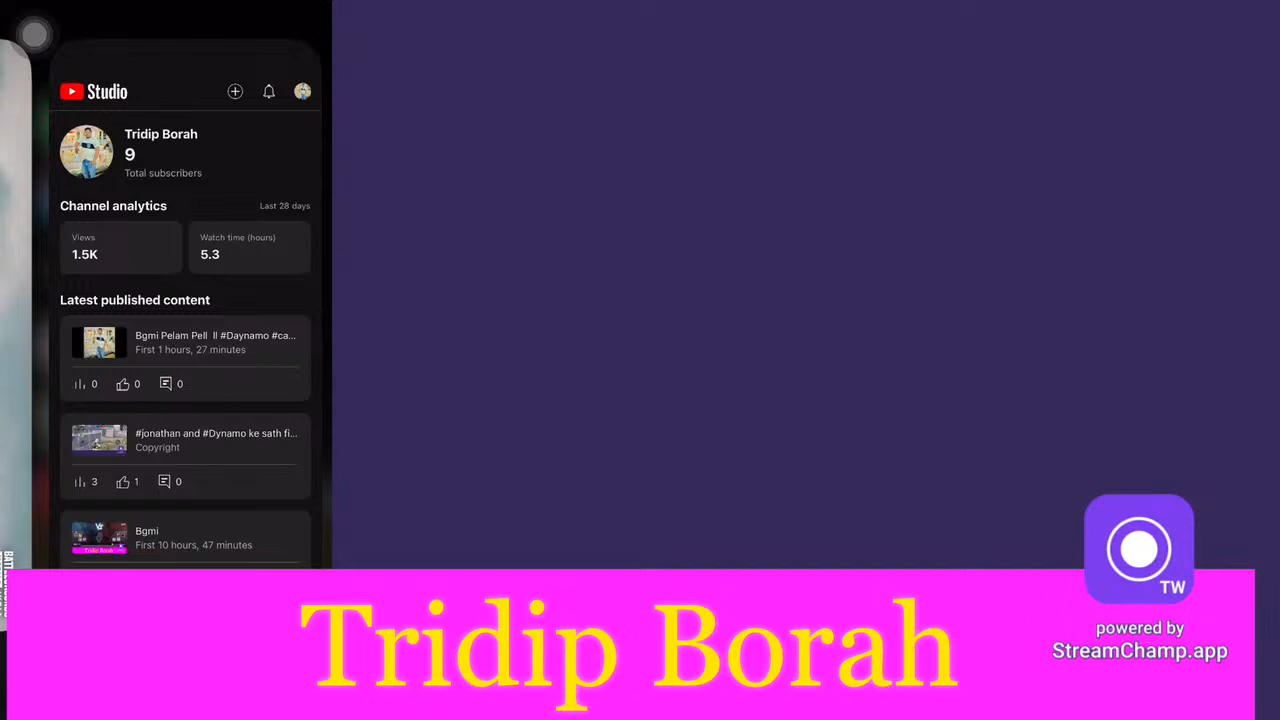 Studio
Tridip Borah
9
Total subscribers
Channel analytics
Last 28 days
Views
1.5K
Watch time (hours)
5.3
Latest published content
Bgmi Pelam Pell ll #Daynamo #ca...
First 1 hours, 27 minutes
0 0 0
#jonathan and #Dynamo ke sath fi...
Copyright
3 1 0
Bgmi
First 10 hours, 47 minutes
Tridip Borah
TW
powered by
StreamChamp.app